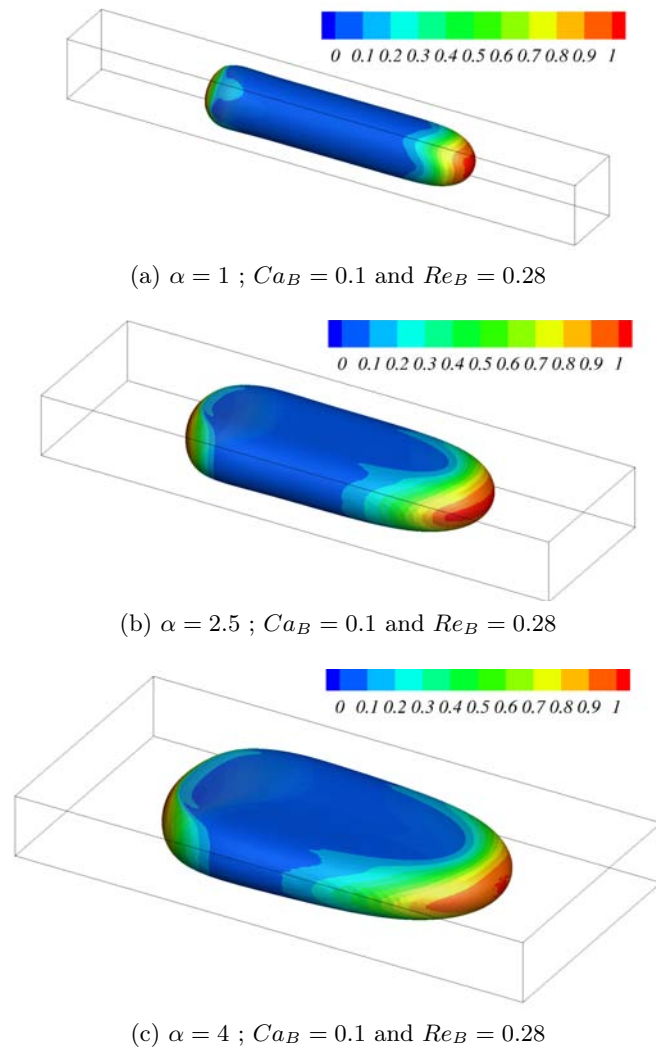 0 0.1 0.2 0.3 0.4 0.5 0.6 0.7 0.8 0.9 1
(a) α = 1 ; Ca_B = 0.1 and Re_B = 0.28
0 0.1 0.2 0.3 0.4 0.5 0.6 0.7 0.8 0.9 1
(b) α = 2.5 ; Ca_B = 0.1 and Re_B = 0.28
0 0.1 0.2 0.3 0.4 0.5 0.6 0.7 0.8 0.9 1
(c) α = 4 ; Ca_B = 0.1 and Re_B = 0.28